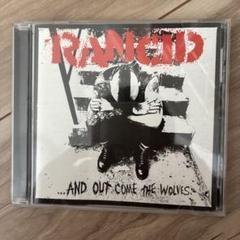 RANCID
...AND OUT COME THE WOLVES.